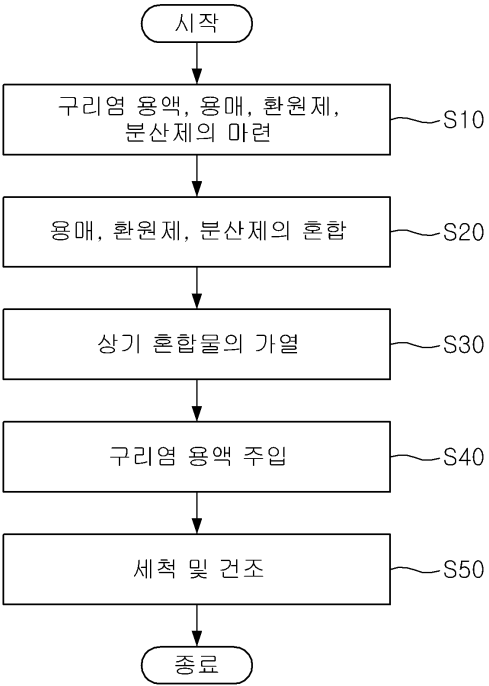 시작
구리염 용액, 용매, 환원제,
분산제의 마련
S10
용매, 환원제, 분산제의 혼합
S20
상기 혼합물의 가열
S30
구리염 용액 주입
S40
세척 및 건조
S50
종료